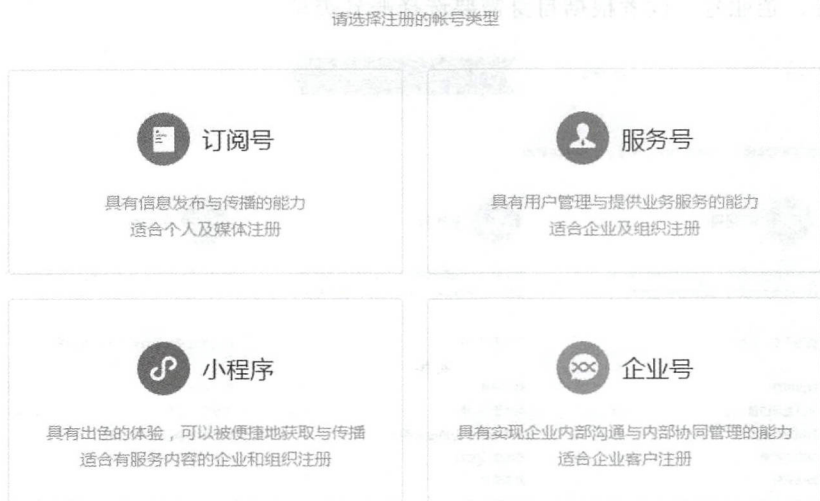 请选择注册的帐号类型
订阅号
具有信息发布与传播的能力
适合个人及媒体注册
服务号
具有用户管理与提供业务服务的能力
适合企业及组织注册
小程序
具有出色的体验，可以被便捷地获取与传播
适合有服务内容的企业和组织注册
企业号
具有实现企业内部沟通与内部协同管理的能力
适合企业客户注册